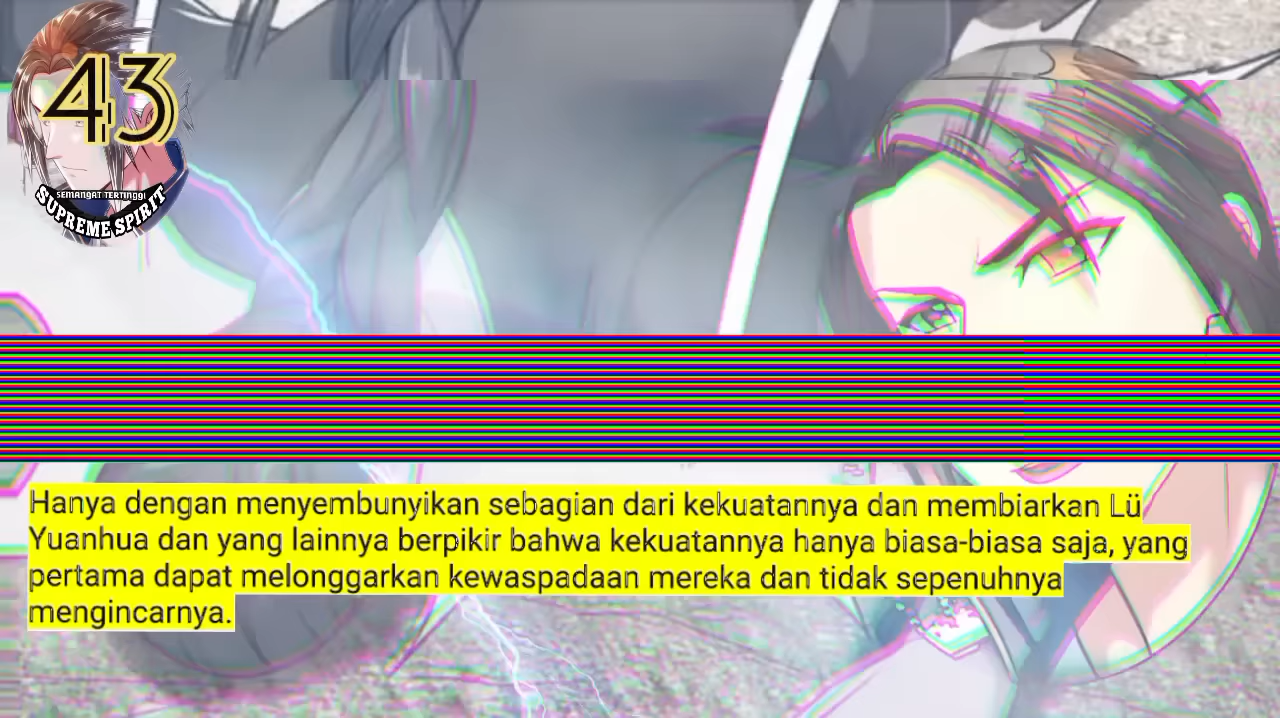 43
SEMANGAT TERTINGGI
SUPREME SPIRIT
Hanya dengan menyembunyikan sebagian dari kekuatannya dan membiarkan Lü
Yuanhua dan yang lainnya berpikir bahwa kekuatannya hanya biasa-biasa saja, yang
pertama dapat melonggarkan kewaspadaan mereka dan tidak sepenuhnya
mengincarnya.